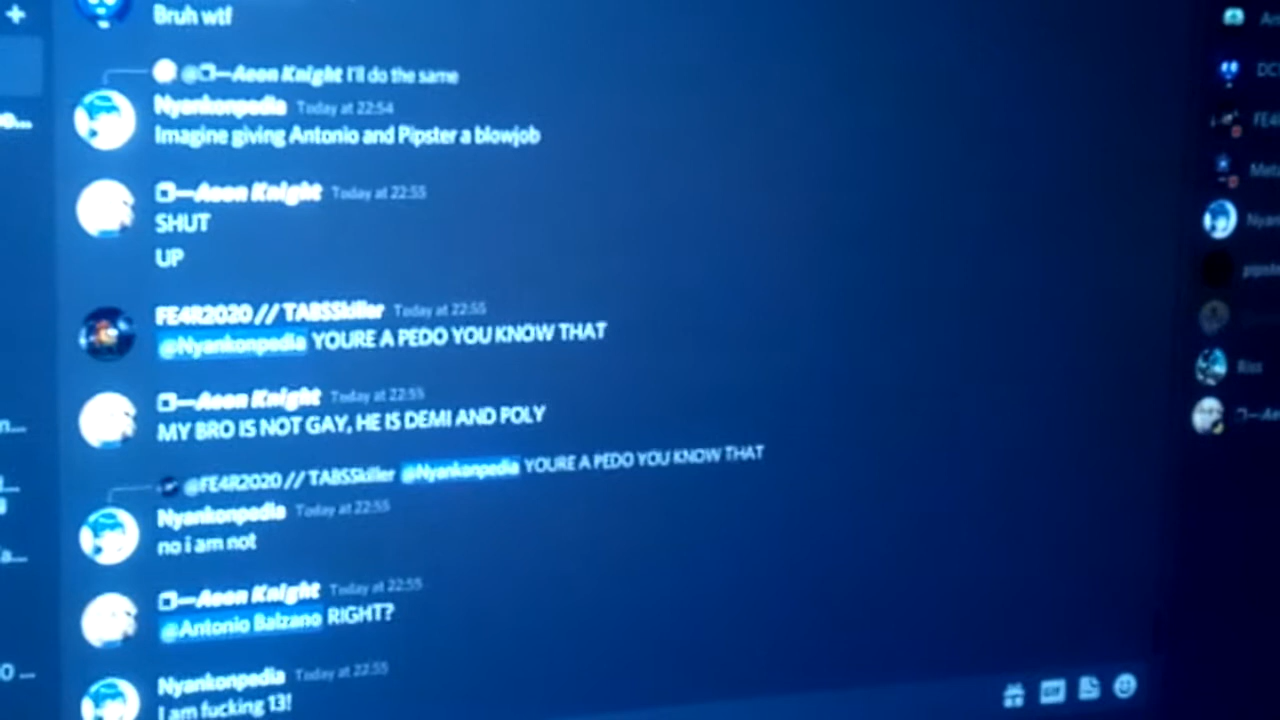 Bruh wtf
@❒—Aeon Knight I'll do the same
Nyankonpedia Today at 22:54
Imagine giving Antonio and Pipster a blowjob
❒—Aeon Knight Today at 22:55
SHUT
UP
FE4R2020 // TABSSkiller Today at 22:55
@Nyankonpedia YOURE A PEDO YOU KNOW THAT
❒—Aeon Knight Today at 22:55
MY BRO IS NOT GAY, HE IS DEMI AND POLY
@FE4R2020 // TABSSkiller @Nyankonpedia YOURE A PEDO YOU KNOW THAT
Nyankonpedia Today at 22:55
no i am not
❒—Aeon Knight Today at 22:55
@Antonio Balzano RIGHT?
Nyankonpedia Today at 22:55
I am fucking 13!
GIF